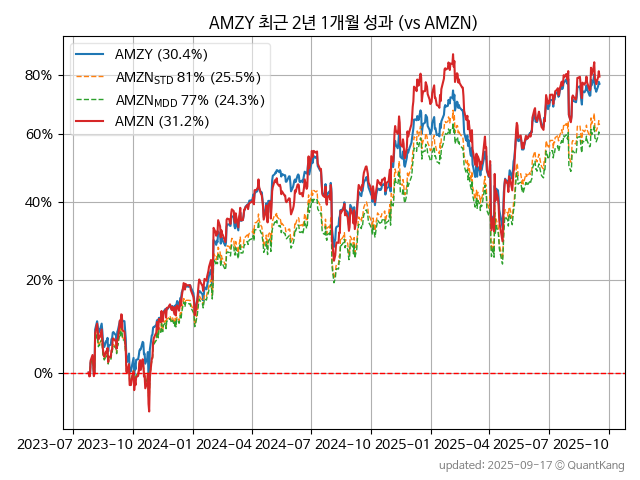 AMZY 최근 2년 1개월 성과 (vs AMZN)
AMZY (30.4%)
AMZN_STD 81% (25.5%)
AMZN_MDD 77% (24.3%)
AMZN (31.2%)
80%
60%
40%
20%
0%
2023-07 2023-10 2024-01 2024-04 2024-07 2024-10 2025-01 2025-04 2025-07 2025-10
updated: 2025-09-17 © QuantKang